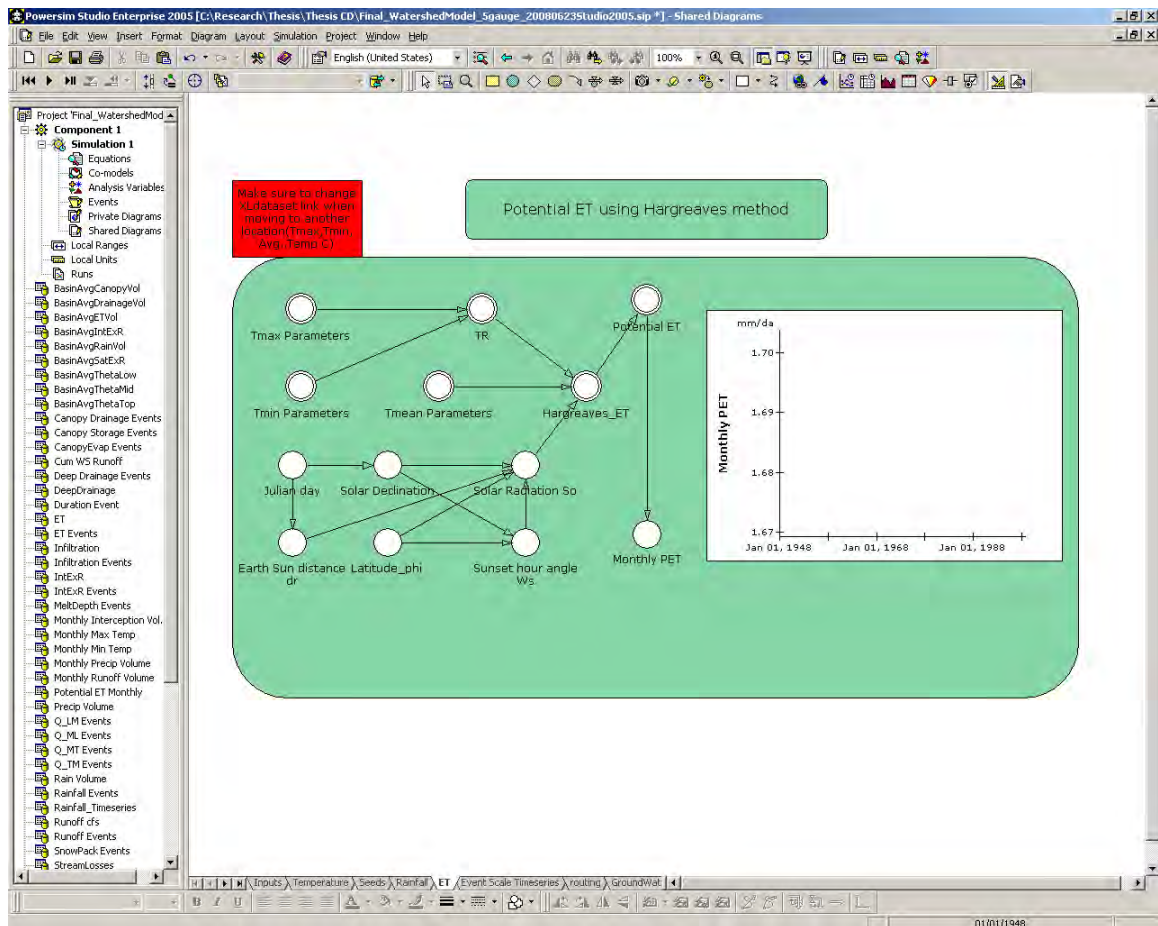 Powersim Studio Enterprise 2005 [C:\Research\Thesis\Thesis CD\Final_WatershedModel_5gauge_20080623Studio2005.sip *] - Shared Diagrams
File Edit View Insert Format Diagram Layout Simulation Project Window Help
English (United States)
100%
Project 'Final_WatershedMod
Component 1
Simulation 1
Equations
Co-models
Analysis Variables
Events
Private Diagrams
Shared Diagrams
Local Ranges
Local Units
Runs
BasinAvgCanopyVol
BasinAvgDrainageVol
BasinAvgETVol
BasinAvgIntExR
BasinAvgRainVol
BasinAvgSatExR
BasinAvgThetaLow
BasinAvgThetaMid
BasinAvgThetaTop
Canopy Drainage Events
Canopy Storage Events
CanopyEvap Events
Cum WS Runoff
Deep Drainage Events
DeepDrainage
Duration Event
ET
ET Events
Infiltration
Infiltration Events
IntExR
IntExR Events
MeltDepth Events
Monthly Interception Vol.
Monthly Max Temp
Monthly Min Temp
Monthly Precip Volume
Monthly Runoff Volume
Potential ET Monthly
Precip Volume
Q_LM Events
Q_ML Events
Q_MT Events
Q_TM Events
Rain Volume
Rainfall Events
Rainfall_Timeseries
Runoff cfs
Runoff Events
SnowPack Events
StreamLosses
Make sure to change
XLdataset link when
moving to another
location(Tmax,Tmin,
Avg. Temp C)
Potential ET using Hargreaves method
Tmax Parameters
TR
Potential ET
Tmin Parameters
Tmean Parameters
Hargreaves_ET
Julian day
Solar Declination
Solar Radiation So
Earth Sun distance
dr
Latitude_phi
Sunset hour angle
Ws
Monthly PET
mm/da
1.70
1.69
1.68
1.67
Monthly PET
Jan 01, 1948
Jan 01, 1968
Jan 01, 1988
Inputs
Temperature
Seeds
Rainfall
ET
Event Scale Timeseries
routing
GroundWat
B I U
A
01/01/1948